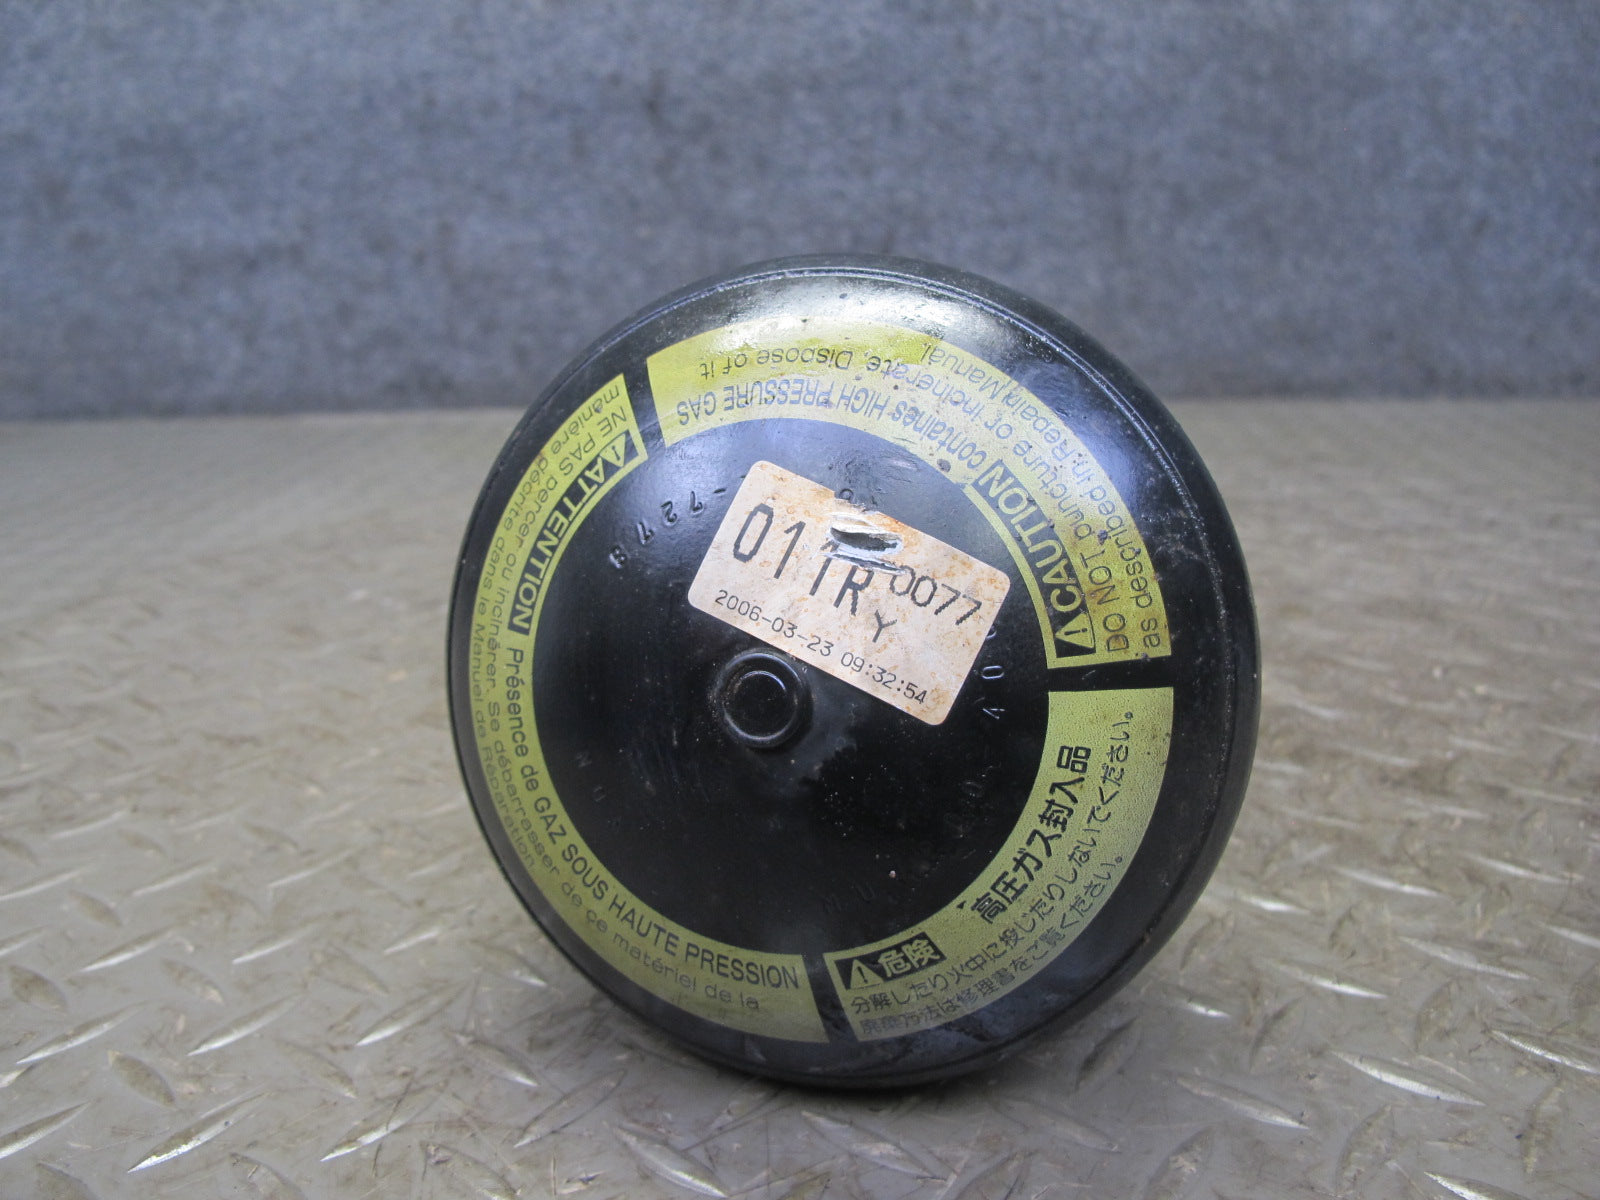 ⚠CAUTION containes HIGH PRESSURE GAS
DO NOT puncture or incinerate. Dispose of it
as described in Repair Manual.
⚠ATTENTION Présence de GAZ SOUS HAUTE PRESSION
NE PAS percer ou incinérer. Se débarrasser de ce matériel de la
manière décrite dans le Manuel de Réparation.
⚠危険 高圧ガス封入品
分解したり火中に投じたりしないでください。
廃棄方法は修理書をご覧ください。
0077
Y
2006-03-23 09:32:54